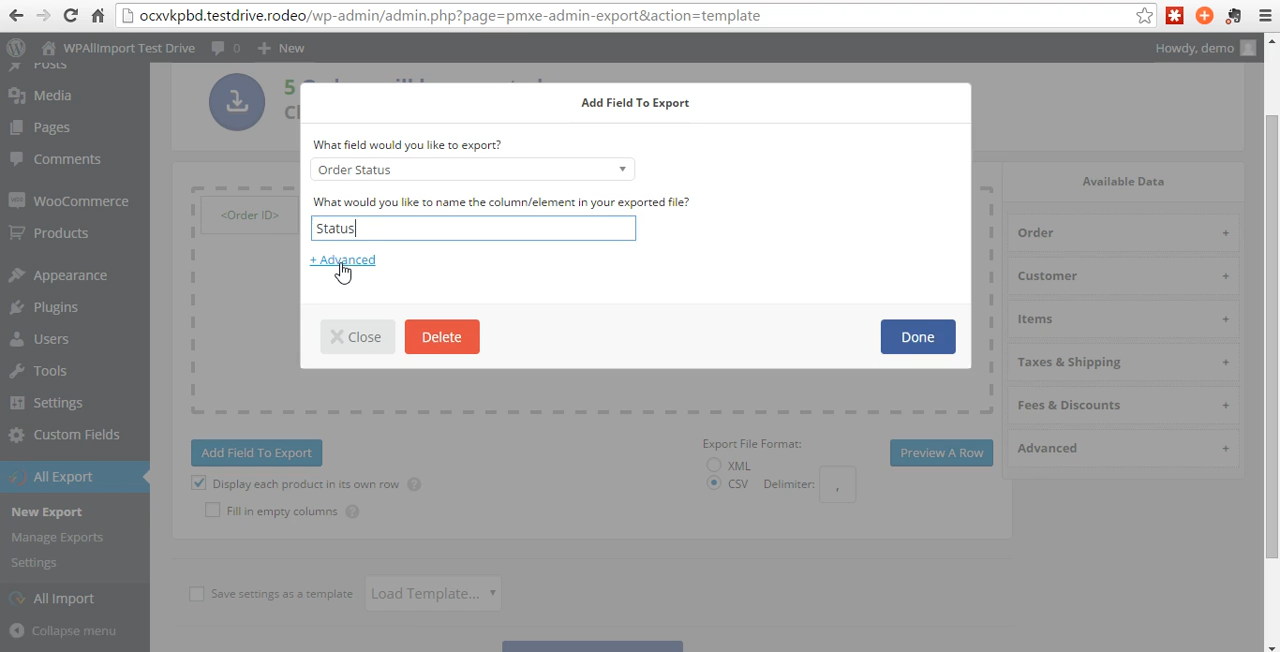 ocxvkpbd.testdrive.rodeo/wp-admin/admin.php?page=pmxe-admin-export&action=template
WPAllImport Test Drive 0 + New Howdy, demo
Posts
Media
Pages
Comments
WooCommerce
Products
Appearance
Plugins
Users
Tools
Settings
Custom Fields
All Export
New Export
Manage Exports
Settings
All Import
Collapse menu
5
Add Field To Export
What field would you like to export?
Order Status
What would you like to name the column/element in your exported file?
Status
+ Advanced
Close Delete Done
<Order ID>
Available Data
Order +
Customer +
Items +
Taxes & Shipping +
Fees & Discounts +
Advanced +
Add Field To Export
Display each product in its own row ?
Fill in empty columns ?
Export File Format:
XML
CSV Delimiter: ,
Preview A Row
Save settings as a template Load Template...